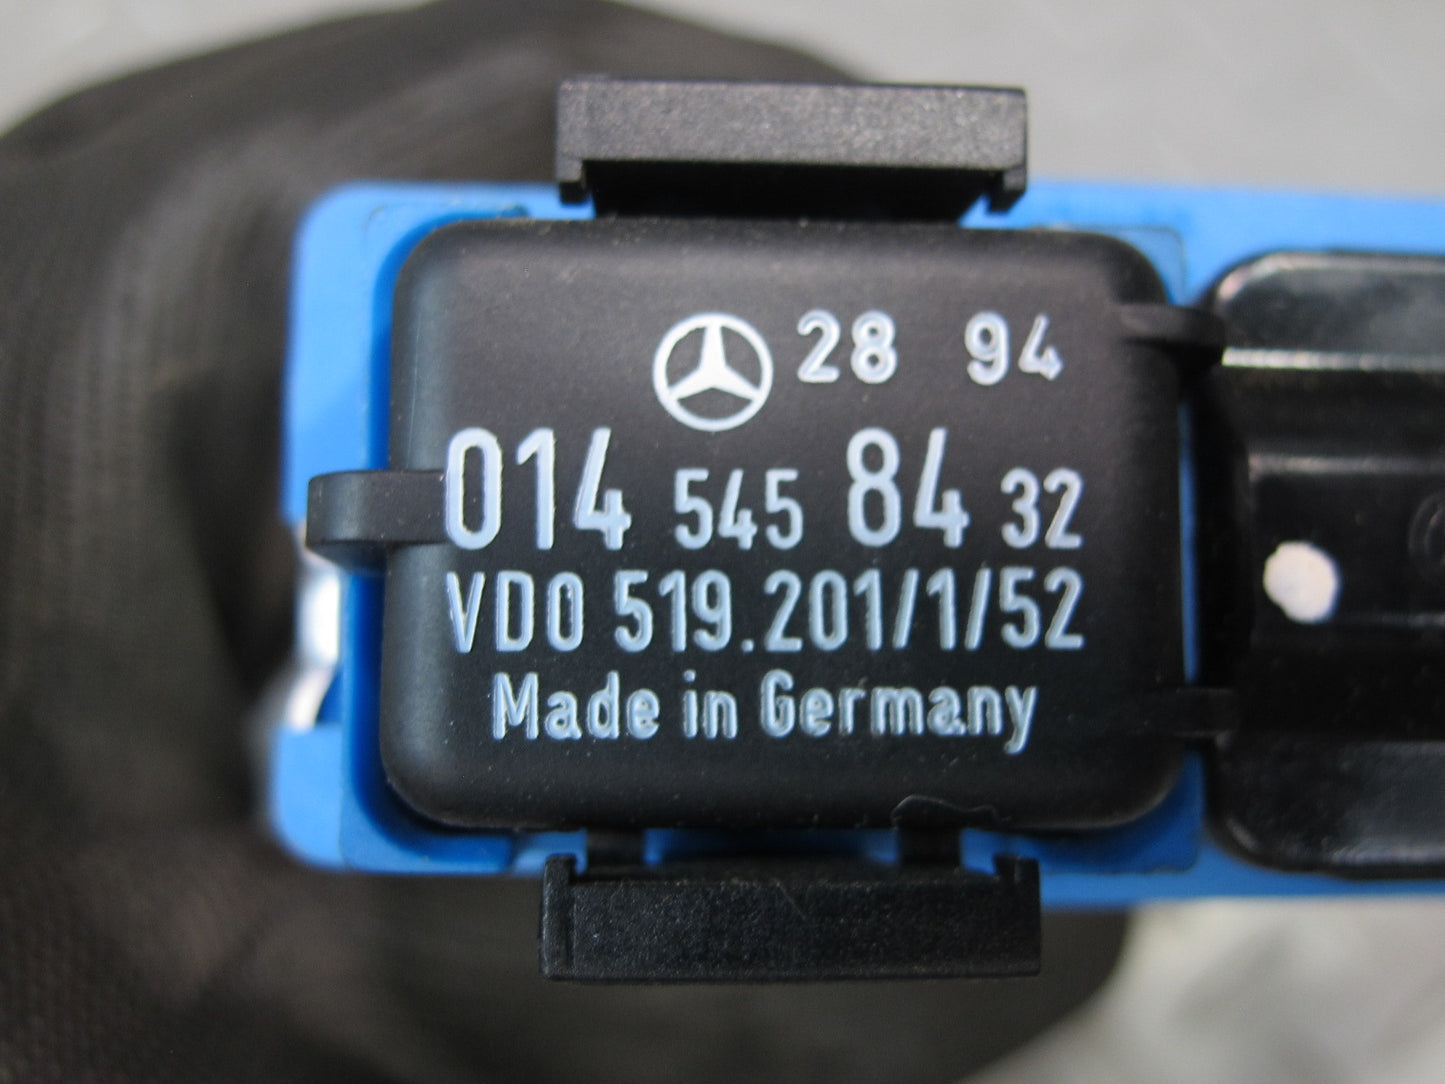 28 94
014 545 84 32
VDO 519.201/1/52
Made in Germany